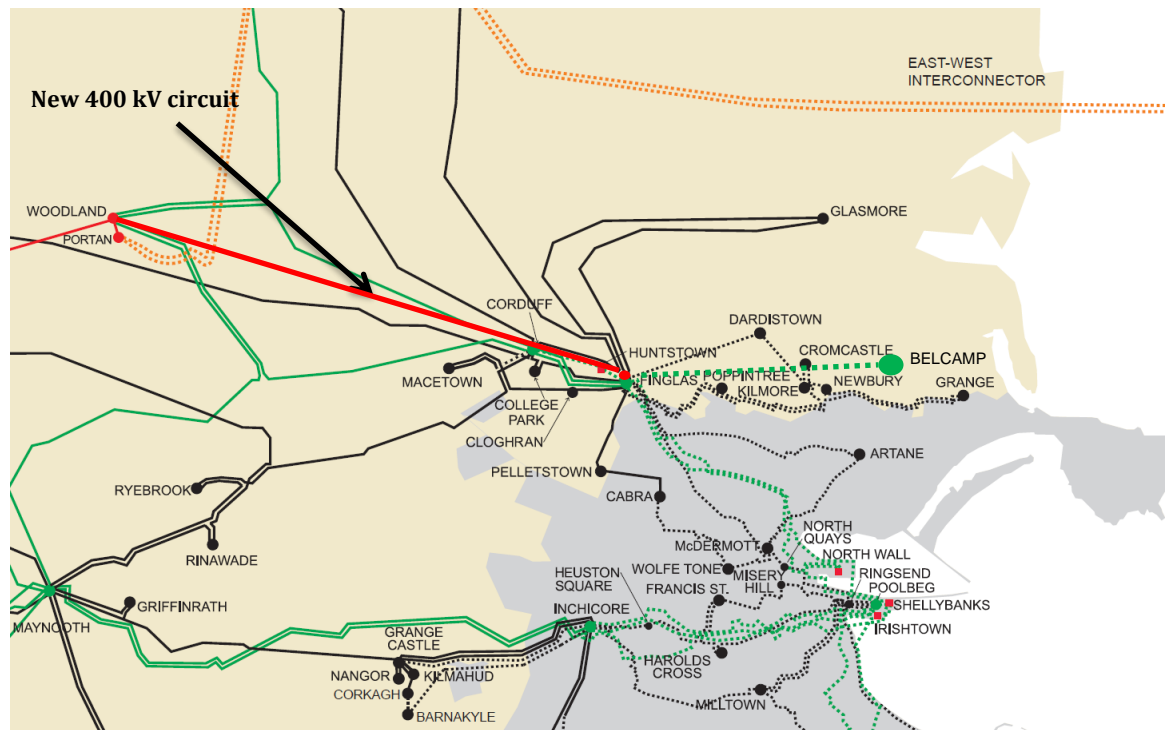 EAST-WEST
INTERCONNECTOR
New 400 kV circuit
WOODLAND
PORTAN
GLASMORE
CORDUFF
DARDISTOWN
HUNTSTOWN
CROMCASTLE
BELCAMP
MACETOWN
FINGLAS
POPPINTREE
KILMORE
NEWBURY
GRANGE
COLLEGE
PARK
CLOGHRAN
ARTANE
PELLETSTOWN
RYEBROOK
CABRA
NORTH
QUAYS
RINAWADE
McDERMOTT
NORTH WALL
WOLFE TONE
MISERY
HILL
RINGSEND
HEUSTON
SQUARE
FRANCIS ST.
POOLBEG
GRIFFINRATH
INCHICORE
SHELLYBANKS
MAYNOOTH
IRISHTOWN
GRANGE
CASTLE
HAROLDS
CROSS
NANGOR
KILMAHUD
CORKAGH
MILLTOWN
BARNAKYLE